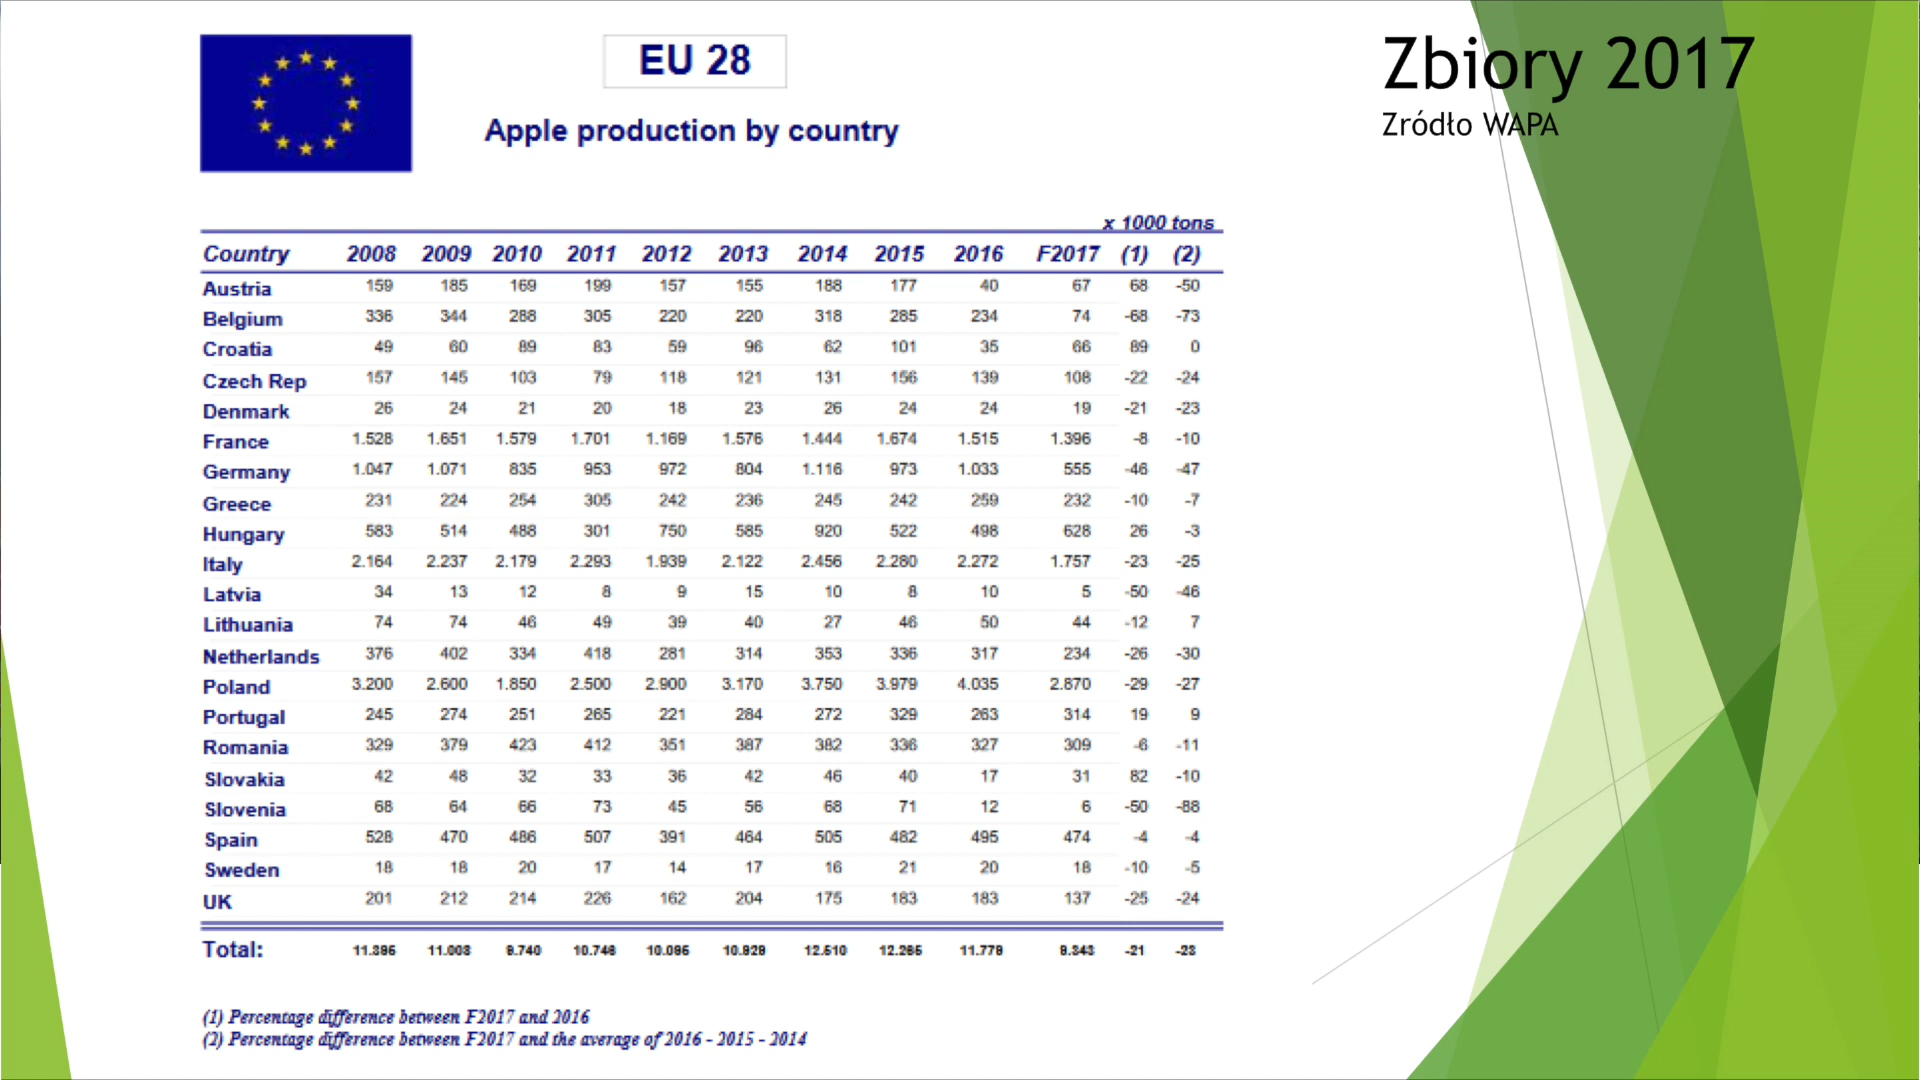 Zbiory 2017
Zródło WAPA
EU 28
Apple production by country
x 1000 tons
Country 2008 2009 2010 2011 2012 2013 2014 2015 2016 F2017 (1) (2)
Austria 159 185 169 199 157 155 188 177 40 67 68 -50
Belgium 336 344 288 305 220 220 318 285 234 74 -68 -73
Croatia 49 60 89 83 59 96 62 101 35 66 89 0
Czech Rep 157 145 103 79 118 121 131 156 139 108 -22 -24
Denmark 26 24 21 20 18 23 26 24 24 19 -21 -23
France 1.528 1.651 1.579 1.701 1.169 1.576 1.444 1.674 1.515 1.396 -8 -10
Germany 1.047 1.071 835 953 972 804 1.116 973 1.033 555 -46 -47
Greece 231 224 254 305 242 236 245 242 259 232 -10 -7
Hungary 583 514 488 301 750 585 920 522 498 628 26 -3
Italy 2.164 2.237 2.179 2.293 1.939 2.122 2.456 2.280 2.272 1.757 -23 -25
Latvia 34 13 12 8 9 15 10 8 10 5 -50 -46
Lithuania 74 74 46 49 39 40 27 46 50 44 -12 7
Netherlands 376 402 334 418 281 314 353 336 317 234 -26 -30
Poland 3.200 2.600 1.850 2.500 2.900 3.170 3.750 3.979 4.035 2.870 -29 -27
Portugal 245 274 251 265 221 284 272 329 263 314 19 9
Romania 329 379 423 412 351 387 382 336 327 309 -6 -11
Slovakia 42 48 32 33 36 42 46 40 17 31 82 -10
Slovenia 68 64 66 73 45 56 68 71 12 6 -50 -88
Spain 528 470 486 507 391 464 505 482 495 474 -4 -4
Sweden 18 18 20 17 14 17 16 21 20 18 -10 -5
UK 201 212 214 226 162 204 175 183 183 137 -25 -24
Total: 9.740 10.746 12.510 12.265 11.779 9.343 -21 -23
(1) Percentage difference between F2017 and 2016
(2) Percentage difference between F2017 and the average of 2016 - 2015 - 2014